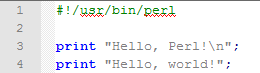 1 #!/usr/bin/perl
2
3 print "Hello, Perl!\n";
4 print "Hello, world!";